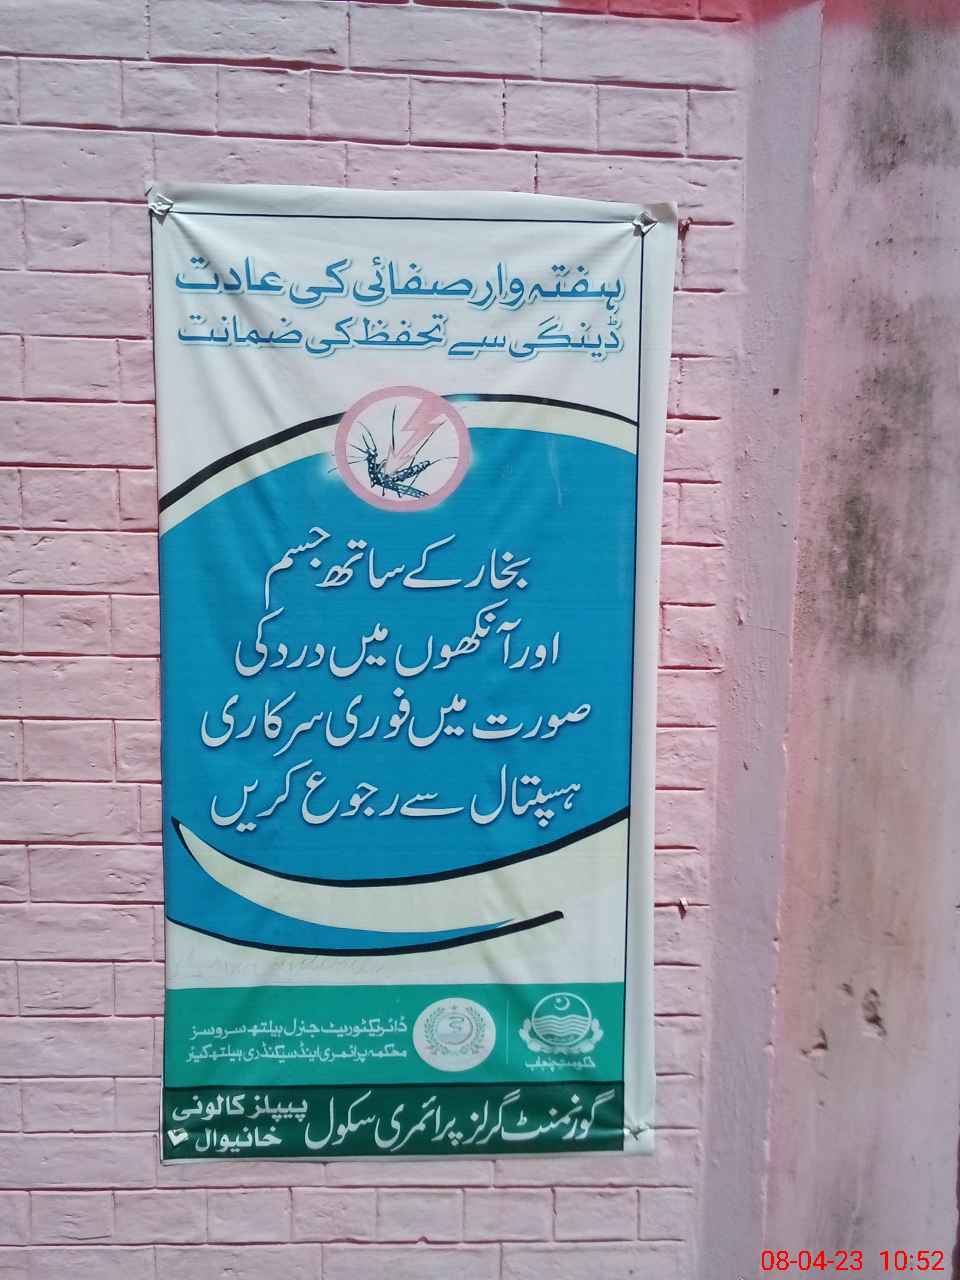 ہفتہ وار صفائی کی عادت
ڈینگی سے تحفظ کی ضمانت
بخار کے ساتھ جسم
اور آنکھوں میں درد کی
صورت میں فوری سرکاری
ہسپتال سے رجوع کریں
حکومت پنجاب
ڈائریکٹوریٹ جنرل ہیلتھ سروسز
محکمہ پرائمری اینڈ سیکنڈری ہیلتھ کیئر
گورنمنٹ گرلز پرائمری سکول
پیپلز کالونی
خانیوال
08-04-23 10:52